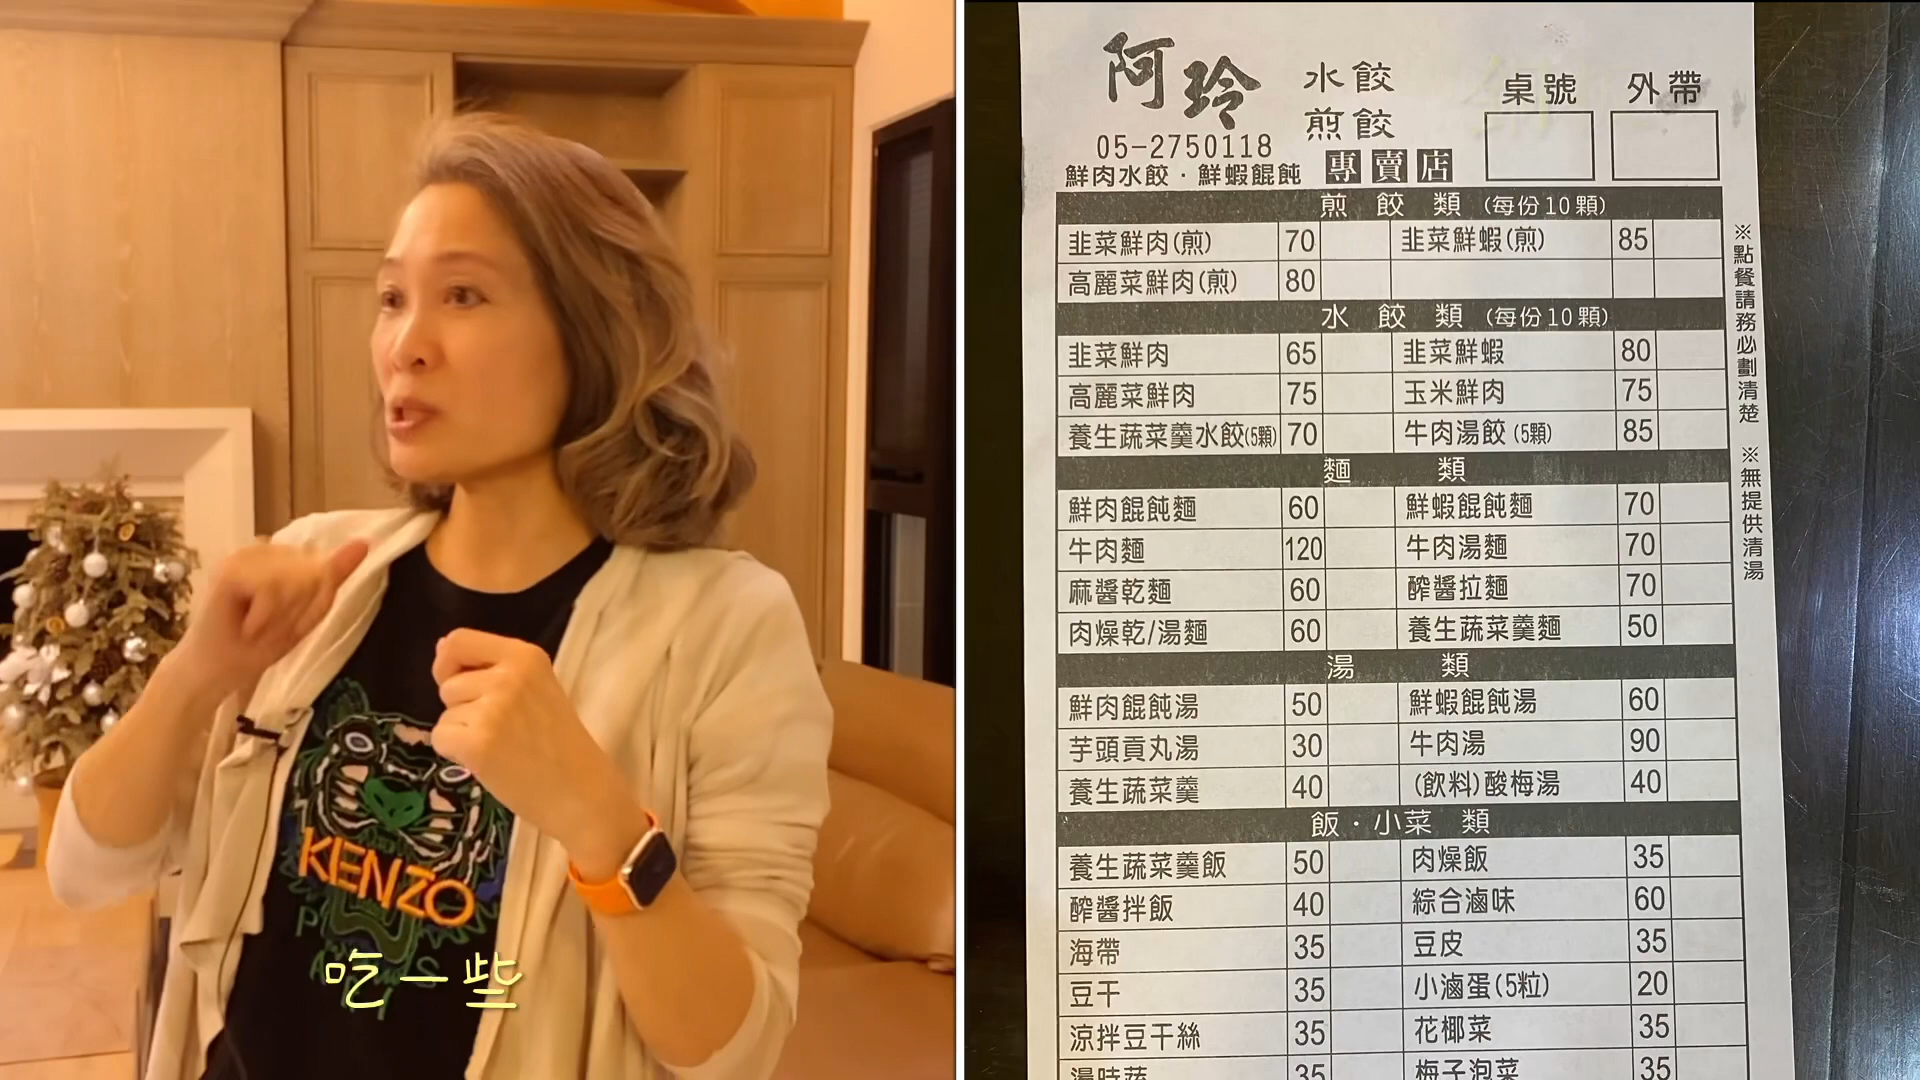 KENZO
PARIS
吃一些
阿玲 水餃 煎餃 專賣店
05-2750118
鮮肉水餃·鮮蝦餛飩
桌號 外帶
煎餃類 (每份10顆)
韭菜鮮肉(煎) 70 韭菜鮮蝦(煎) 85
高麗菜鮮肉(煎) 80
水餃類 (每份10顆)
韭菜鮮肉 65 韭菜鮮蝦 80
高麗菜鮮肉 75 玉米鮮肉 75
養生蔬菜羹水餃(5顆) 70 牛肉湯餃(5顆) 85
麵類
鮮肉餛飩麵 60 鮮蝦餛飩麵 70
牛肉麵 120 牛肉湯麵 70
麻醬乾麵 60 醡醬拉麵 70
肉燥乾/湯麵 60 養生蔬菜羹麵 50
湯類
鮮肉餛飩湯 50 鮮蝦餛飩湯 60
芋頭貢丸湯 30 牛肉湯 90
養生蔬菜羹 40 (飲料)酸梅湯 40
飯·小菜類
養生蔬菜羹飯 50 肉燥飯 35
醡醬拌飯 40 綜合滷味 60
海帶 35 豆皮 35
豆干 35 小滷蛋(5粒) 20
涼拌豆干絲 35 花椰菜 35
燙時蔬 35 梅子泡菜 35
※點餐請務必劃清楚 ※無提供清湯